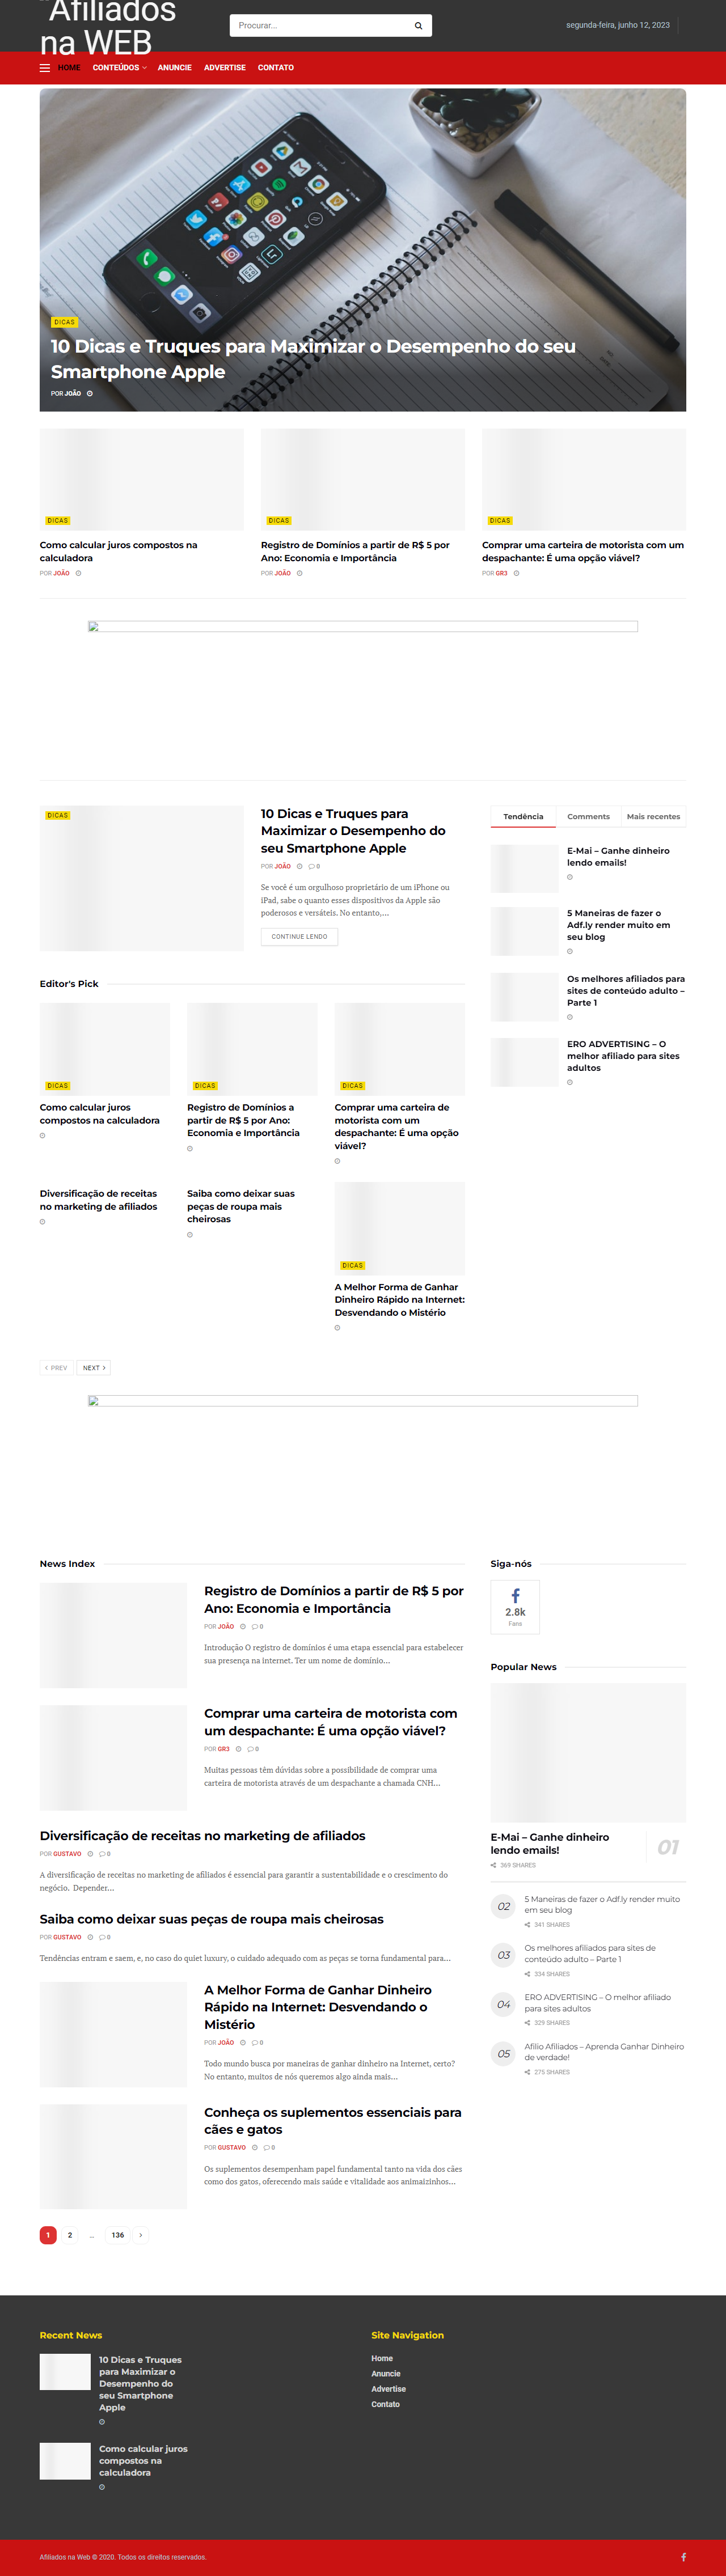 Afiliados
na WEB
Procurar...
segunda-feira, junho 12, 2023
HOME
CONTEÚDOS
ANUNCIE
ADVERTISE
CONTATO
DICAS
10 Dicas e Truques para Maximizar o Desempenho do seu
Smartphone Apple
POR JOÃO
DICAS
Como calcular juros compostos na
calculadora
POR JOÃO
DICAS
Registro de Domínios a partir de R$ 5 por
Ano: Economia e Importância
POR JOÃO
DICAS
Comprar uma carteira de motorista com um
despachante: É uma opção viável?
POR GR3
DICAS
10 Dicas e Truques para
Maximizar o Desempenho do
seu Smartphone Apple
POR JOÃO 0
Se você é um orgulhoso proprietário de um iPhone ou
iPad, sabe o quanto esses dispositivos da Apple são
poderosos e versáteis. No entanto,...
CONTINUE LENDO
Editor's Pick
DICAS
Como calcular juros
compostos na calculadora
DICAS
Registro de Domínios a
partir de R$ 5 por Ano:
Economia e Importância
DICAS
Comprar uma carteira de
motorista com um
despachante: É uma opção
viável?
Diversificação de receitas
no marketing de afiliados
Saiba como deixar suas
peças de roupa mais
cheirosas
DICAS
A Melhor Forma de Ganhar
Dinheiro Rápido na Internet:
Desvendando o Mistério
PREV
NEXT
Tendência
Comments
Mais recentes
E-Mai – Ganhe dinheiro
lendo emails!
5 Maneiras de fazer o
Adf.ly render muito em
seu blog
Os melhores afiliados para
sites de conteúdo adulto –
Parte 1
ERO ADVERTISING – O
melhor afiliado para sites
adultos
News Index
Registro de Domínios a partir de R$ 5 por
Ano: Economia e Importância
POR JOÃO 0
Introdução O registro de domínios é uma etapa essencial para estabelecer
sua presença na internet. Ter um nome de domínio...
Comprar uma carteira de motorista com
um despachante: É uma opção viável?
POR GR3 0
Muitas pessoas têm dúvidas sobre a possibilidade de comprar uma
carteira de motorista através de um despachante a chamada CNH...
Diversificação de receitas no marketing de afiliados
POR GUSTAVO 0
A diversificação de receitas no marketing de afiliados é essencial para garantir a sustentabilidade e o crescimento do
negócio. Depender...
Saiba como deixar suas peças de roupa mais cheirosas
POR GUSTAVO 0
Tendências entram e saem, e, no caso do quiet luxury, o cuidado adequado com as peças se torna fundamental para...
A Melhor Forma de Ganhar Dinheiro
Rápido na Internet: Desvendando o
Mistério
POR JOÃO 0
Todo mundo busca por maneiras de ganhar dinheiro na Internet, certo?
No entanto, muitos de nós queremos algo ainda mais...
Conheça os suplementos essenciais para
cães e gatos
POR GUSTAVO 0
Os suplementos desempenham papel fundamental tanto na vida dos cães
como dos gatos, oferecendo mais saúde e vitalidade aos animaizinhos...
1
2
...
136
Siga-nós
2.8k
Fans
Popular News
E-Mai – Ganhe dinheiro
lendo emails!
01
369 SHARES
02
5 Maneiras de fazer o Adf.ly render muito
em seu blog
341 SHARES
03
Os melhores afiliados para sites de
conteúdo adulto – Parte 1
334 SHARES
04
ERO ADVERTISING – O melhor afiliado
para sites adultos
329 SHARES
05
Afilio Afiliados – Aprenda Ganhar Dinheiro
de verdade!
275 SHARES
Recent News
10 Dicas e Truques
para Maximizar o
Desempenho do
seu Smartphone
Apple
Como calcular juros
compostos na
calculadora
Site Navigation
Home
Anuncie
Advertise
Contato
Afiliados na Web © 2020. Todos os direitos reservados.